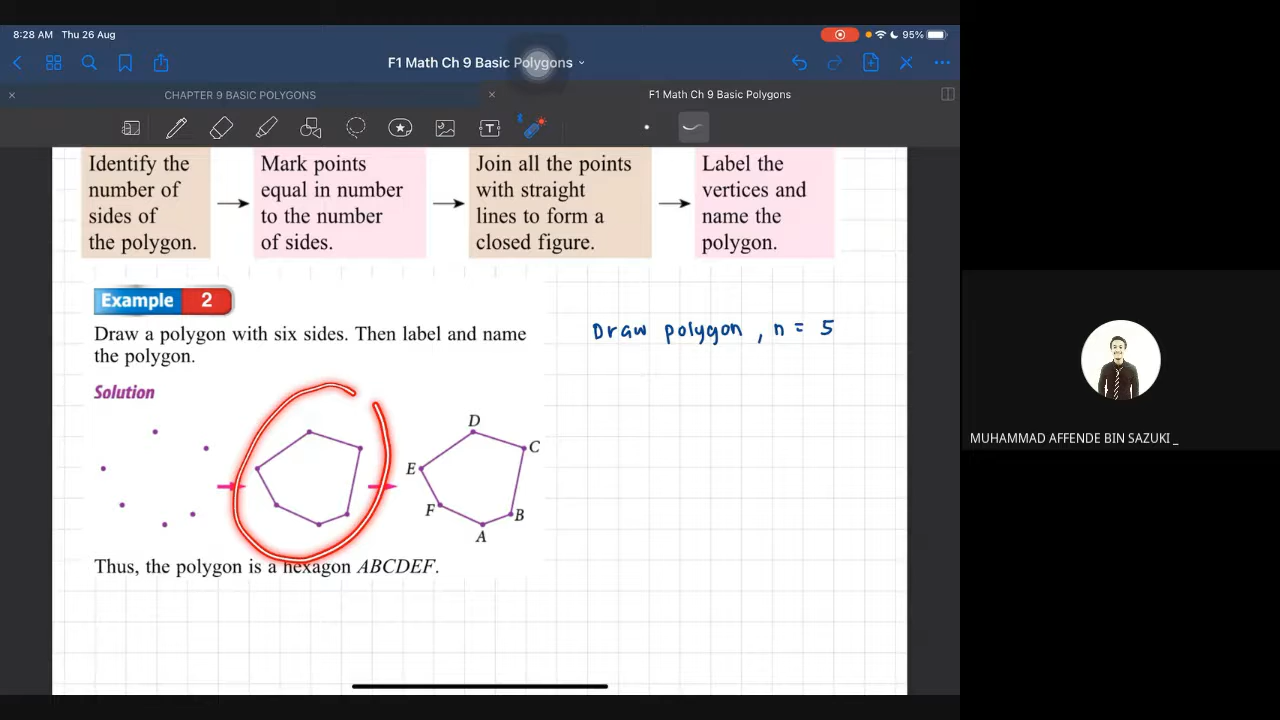 8:28 AM Thu 26 Aug
95%
F1 Math Ch 9 Basic Polygons
CHAPTER 9 BASIC POLYGONS
F1 Math Ch 9 Basic Polygons
Identify the
number of
sides of
the polygon.
Mark points
equal in number
to the number
of sides.
Join all the points
with straight
lines to form a
closed figure.
Label the
vertices and
name the
polygon.
Example 2
Draw a polygon with six sides. Then label and name
the polygon.
Draw polygon, n = 5
Solution
D
C
E
F
B
A
Thus, the polygon is a hexagon ABCDEF.
MUHAMMAD AFFENDE BIN SAZUKI _